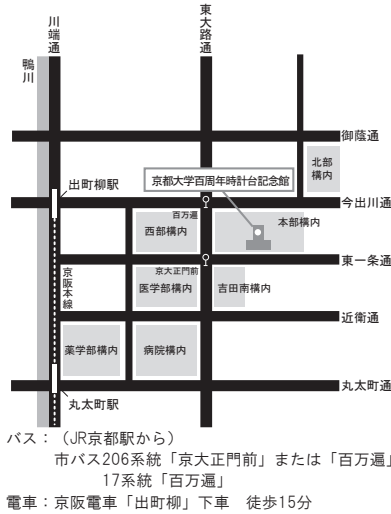 川端通
東大路通
鴨川
御蔭通
北部構内
京都大学百周年時計台記念館
出町柳駅
今出川通
百万遍
西部構内
本部構内
東一条通
京阪本線
京大正門前
医学部構内
吉田南構内
近衛通
薬学部構内
病院構内
丸太町通
丸太町駅
バス：（JR京都駅から）
市バス206系統「京大正門前」または「百万遍」
17系統「百万遍」
電車：京阪電車「出町柳」下車　徒歩15分